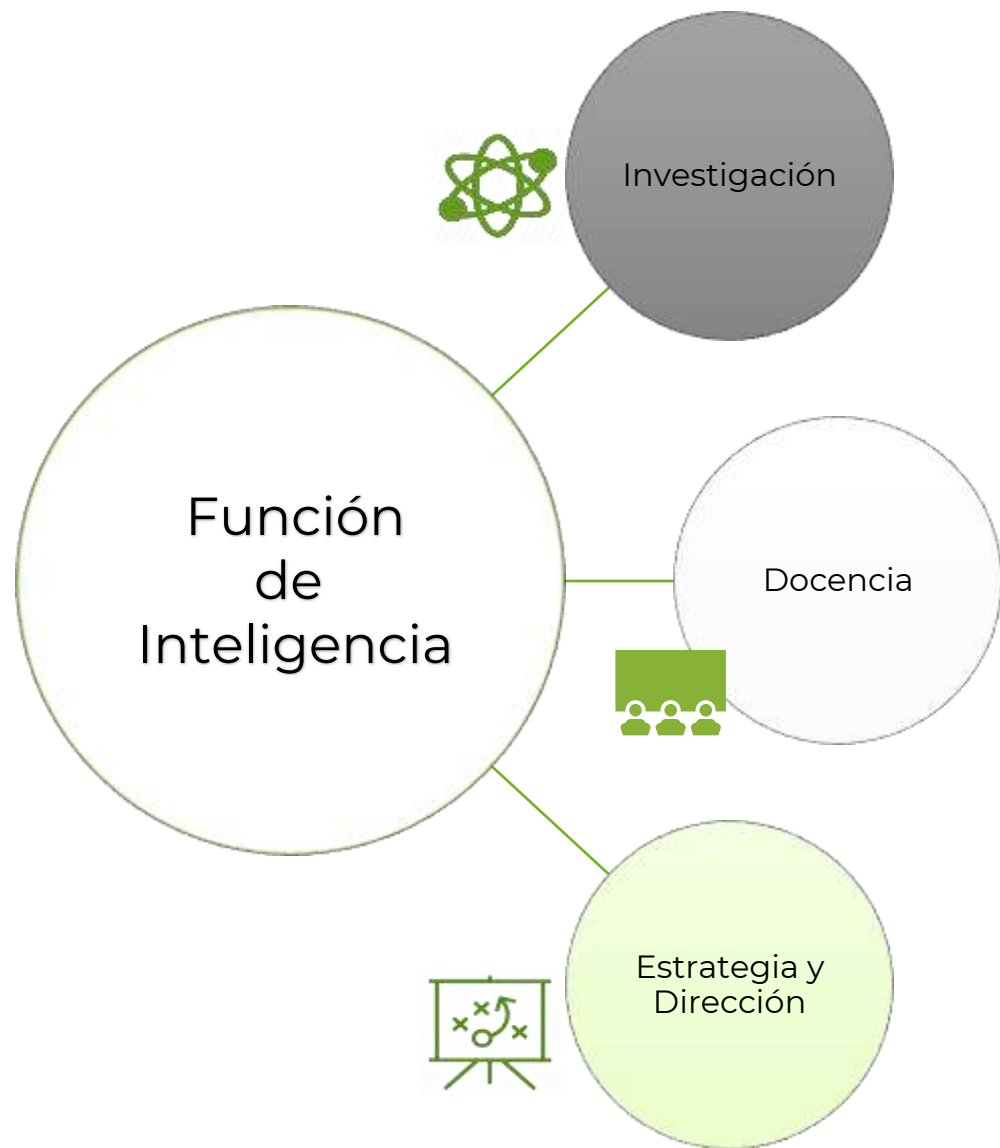 Investigación
Función
de
Inteligencia
Docencia
Estrategia y
Dirección